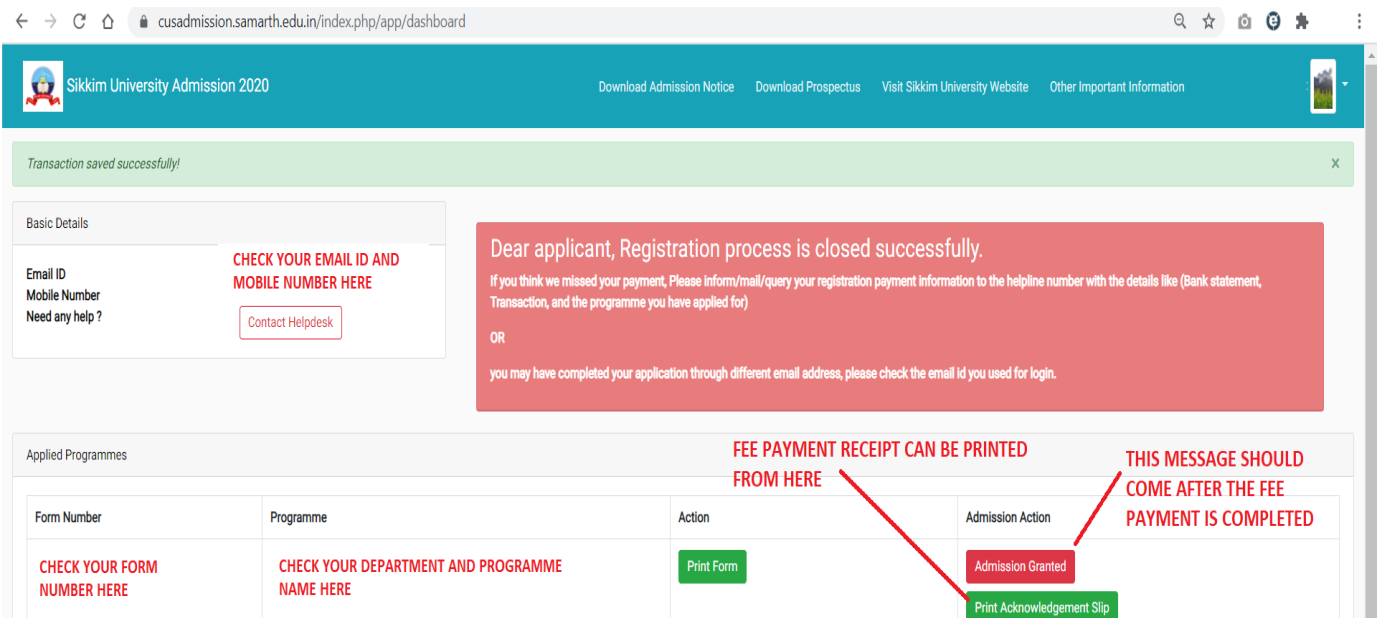 cusadmission.samarth.edu.in/index.php/app/dashboard
Sikkim University Admission 2020
Download Admission Notice
Download Prospectus
Visit Sikkim University Website
Other Important Information
Transaction saved successfully!
x
Basic Details
Email ID
Mobile Number
Need any help ?
CHECK YOUR EMAIL ID AND
MOBILE NUMBER HERE
Contact Helpdesk
Dear applicant, Registration process is closed successfully.
If you think we missed your payment, Please inform/mail/query your registration payment information to the helpline number with the details like (Bank statement,
Transaction, and the programme you have applied for)
OR
you may have completed your application through different email address, please check the email id you used for login.
Applied Programmes
FEE PAYMENT RECEIPT CAN BE PRINTED
FROM HERE
THIS MESSAGE SHOULD
COME AFTER THE FEE
PAYMENT IS COMPLETED
Form Number
Programme
Action
Admission Action
CHECK YOUR FORM
NUMBER HERE
CHECK YOUR DEPARTMENT AND PROGRAMME
NAME HERE
Print Form
Admission Granted
Print Acknowledgement Slip